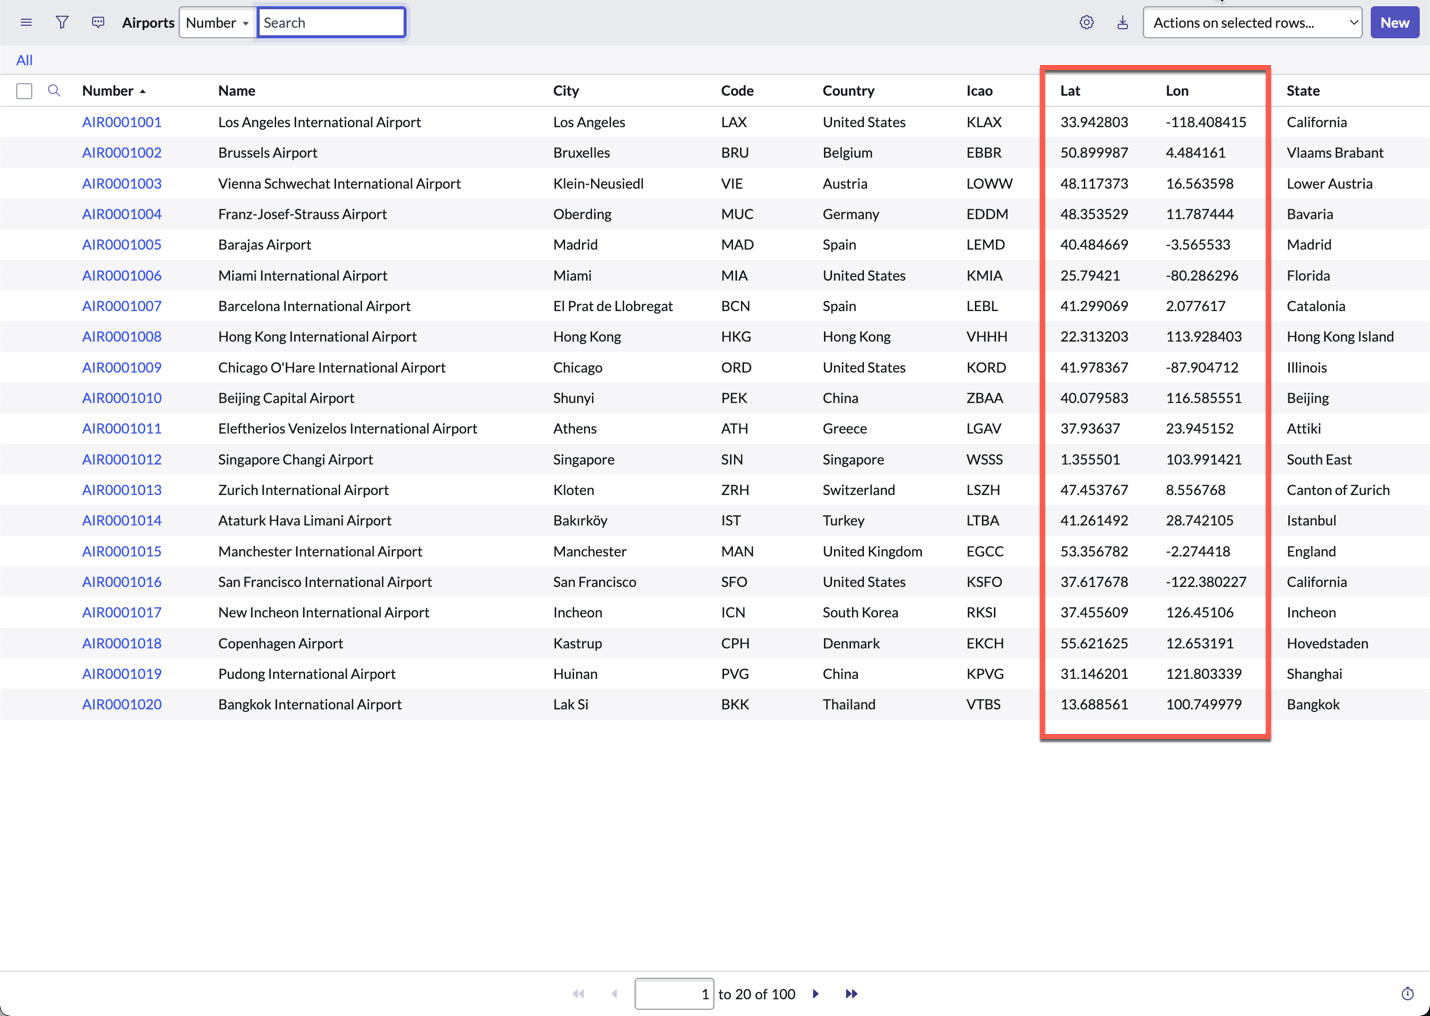 Airports Number Search Actions on selected rows... New
All
Number Name City Code Country Icao Lat Lon State
AIR0001001 Los Angeles International Airport Los Angeles LAX United States KLAX 33.942803 -118.408415 California
AIR0001002 Brussels Airport Bruxelles BRU Belgium EBBR 50.899987 4.484161 Vlaams Brabant
AIR0001003 Vienna Schwechat International Airport Klein-Neusiedl VIE Austria LOWW 48.117373 16.563598 Lower Austria
AIR0001004 Franz-Josef-Strauss Airport Oberding MUC Germany EDDM 48.353529 11.787444 Bavaria
AIR0001005 Barajas Airport Madrid MAD Spain LEMD 40.484669 -3.565533 Madrid
AIR0001006 Miami International Airport Miami MIA United States KMIA 25.79421 -80.286296 Florida
AIR0001007 Barcelona International Airport El Prat de Llobregat BCN Spain LEBL 41.299069 2.077617 Catalonia
AIR0001008 Hong Kong International Airport Hong Kong HKG Hong Kong VHHH 22.313203 113.928403 Hong Kong Island
AIR0001009 Chicago O'Hare International Airport Chicago ORD United States KORD 41.978367 -87.904712 Illinois
AIR0001010 Beijing Capital Airport Shunyi PEK China ZBAA 40.079583 116.585551 Beijing
AIR0001011 Eleftherios Venizelos International Airport Athens ATH Greece LGAV 37.93637 23.945152 Attiki
AIR0001012 Singapore Changi Airport Singapore SIN Singapore WSSS 1.355501 103.991421 South East
AIR0001013 Zurich International Airport Kloten ZRH Switzerland LSZH 47.453767 8.556768 Canton of Zurich
AIR0001014 Ataturk Hava Limani Airport Bakırköy IST Turkey LTBA 41.261492 28.742105 Istanbul
AIR0001015 Manchester International Airport Manchester MAN United Kingdom EGCC 53.356782 -2.274418 England
AIR0001016 San Francisco International Airport San Francisco SFO United States KSFO 37.617678 -122.380227 California
AIR0001017 New Incheon International Airport Incheon ICN South Korea RKSI 37.455609 126.45106 Incheon
AIR0001018 Copenhagen Airport Kastrup CPH Denmark EKCH 55.621625 12.653191 Hovedstaden
AIR0001019 Pudong International Airport Huinan PVG China KPVG 31.146201 121.803339 Shanghai
AIR0001020 Bangkok International Airport Lak Si BKK Thailand VTBS 13.688561 100.749979 Bangkok
1 to 20 of 100